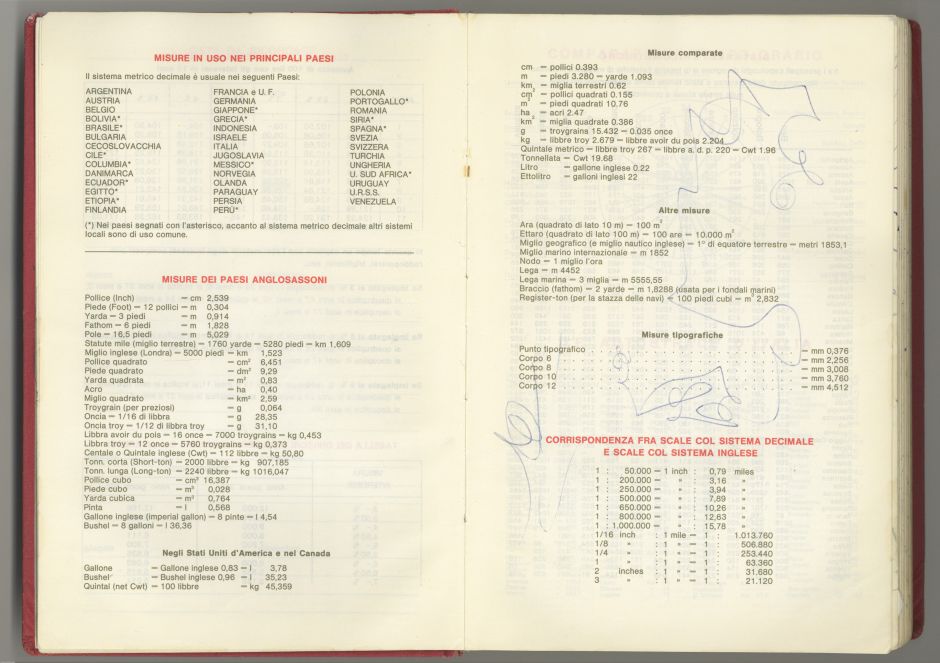 MISURE IN USO NEI PRINCIPALI PAESI
Il sistema metrico decimale è usuale nei seguenti Paesi:
ARGENTINA FRANCIA e U. F. POLONIA
AUSTRIA GERMANIA PORTOGALLO*
BELGIO GIAPPONE* ROMANIA
BOLIVIA* GRECIA* SIRIA*
BRASILE* INDONESIA SPAGNA*
BULGARIA ISRAELE SVEZIA
CECOSLOVACCHIA ITALIA SVIZZERA
CILE* JUGOSLAVIA TURCHIA
COLUMBIA* MESSICO* UNGHERIA
DANIMARCA NORVEGIA U. SUD AFRICA*
ECUADOR* OLANDA URUGUAY
EGITTO* PARAGUAY U.R.S.S.
ETIOPIA* PERSIA VENEZUELA
FINLANDIA PERÙ*
(*) Nei paesi segnati con l'asterisco, accanto al sistema metrico decimale altri sistemi
locali sono di uso comune.
MISURE DEI PAESI ANGLOSASSONI
Pollice (Inch) = cm 2,539
Piede (Foot) = 12 pollici = m 0,304
Yarda = 3 piedi = m 0,914
Fathom = 6 piedi = m 1,828
Pole = 16,5 piedi = m 5,029
Statute mile (miglio terrestre) = 1760 yarde = 5280 piedi = km 1,609
Miglio inglese (Londra) = 5000 piedi = km 1,523
Pollice quadrato = cm² 6,451
Piede quadrato = dm² 9,29
Yarda quadrata = m² 0,83
Acro = ha 0,40
Miglio quadrato = km² 2,59
Troygrain (per preziosi) = g 0,064
Oncia = 1/16 di libbra = g 28,35
Oncia troy = 1/12 di libbra troy = g 31,10
Libbra avoir du pois = 16 once = 7000 troygrains = kg 0,453
Libbra troy = 12 once = 5760 troygrains = kg 0,373
Centale o Quintale inglese (Cwt) = 112 libbre = kg 50,80
Tonn. corta (Short-ton) = 2000 libbre = kg 907,185
Tonn. lunga (Long-ton) = 2240 libbre = kg 1016,047
Pollice cubo = cm³ 16,387
Piede cubo = m³ 0,028
Yarda cubica = m³ 0,764
Pinta = l 0,568
Gallone inglese (imperial gallon) = 8 pinte = l 4,54
Bushel = 8 galloni = l 36,36
Negli Stati Uniti d'America e nel Canada
Gallone = Gallone inglese 0,83 = l 3,78
Bushel = Bushel inglese 0,96 = l 35,23
Quintal (net Cwt) = 100 libbre = kg 45,359
Misure comparate
cm = pollici 0.393
m = piedi 3.280 = yarde 1.093
km = miglia terrestri 0.62
cm² = pollici quadrati 0.155
m² = piedi quadrati 10.76
ha = acri 2.47
km² = miglia quadrate 0.386
g = troygraina 15.432 = 0.035 once
kg = libbre troy 2.679 = libbre avoir du pois 2.204
Quintale metrico = libbre troy 267 = libbre a. d. p. 220 = Cwt 1.96
Tonnellata = Cwt 19.68
Litro = gallone inglese 0.22
Ettolitro = galloni inglesi 22
Altre misure
Ara (quadrato di lato 10 m) = 100 m²
Ettaro (quadrato di lato 100 m) = 100 are = 10.000 m²
Miglio geografico (e miglio nautico inglese) = 1° di equatore terrestre = metri 1853,1
Miglio marino internazionale = m 1852
Nodo = 1 miglio l'ora
Lega = m 4452
Lega marina = 3 miglia = m 5555,55
Braccio (fathom) = 2 yarde = m 1,8288 (usata per i fondali marini)
Register-ton (per la stazza delle navi) = 100 piedi cubi = m³ 2,832
Misure tipografiche
Punto tipografico = mm 0,376
Corpo 6 = mm 2,256
Corpo 8 = mm 3,008
Corpo 10 = mm 3,760
Corpo 12 = mm 4,512
CORRISPONDENZA FRA SCALE COL SISTEMA DECIMALE
E SCALE COL SISTEMA INGLESE
1 : 50.000 = 1 inch : 0,79 miles
1 : 200.000 = » : 3,16 »
1 : 250.000 = » : 3,94 »
1 : 500.000 = » : 7,89 »
1 : 650.000 = » : 10,26 »
1 : 800.000 = » : 12,63 »
1 : 1.000.000 = » : 15,78 »
1/16 inch : 1 mile = 1 : 1.013.760
1/8 » : 1 » = 1 : 506.880
1/4 » : 1 » = 1 : 253.440
1 » : 1 » = 1 : 63.360
2 inches : 1 » = 1 : 31.680
3 » : 1 » = 1 : 21.120